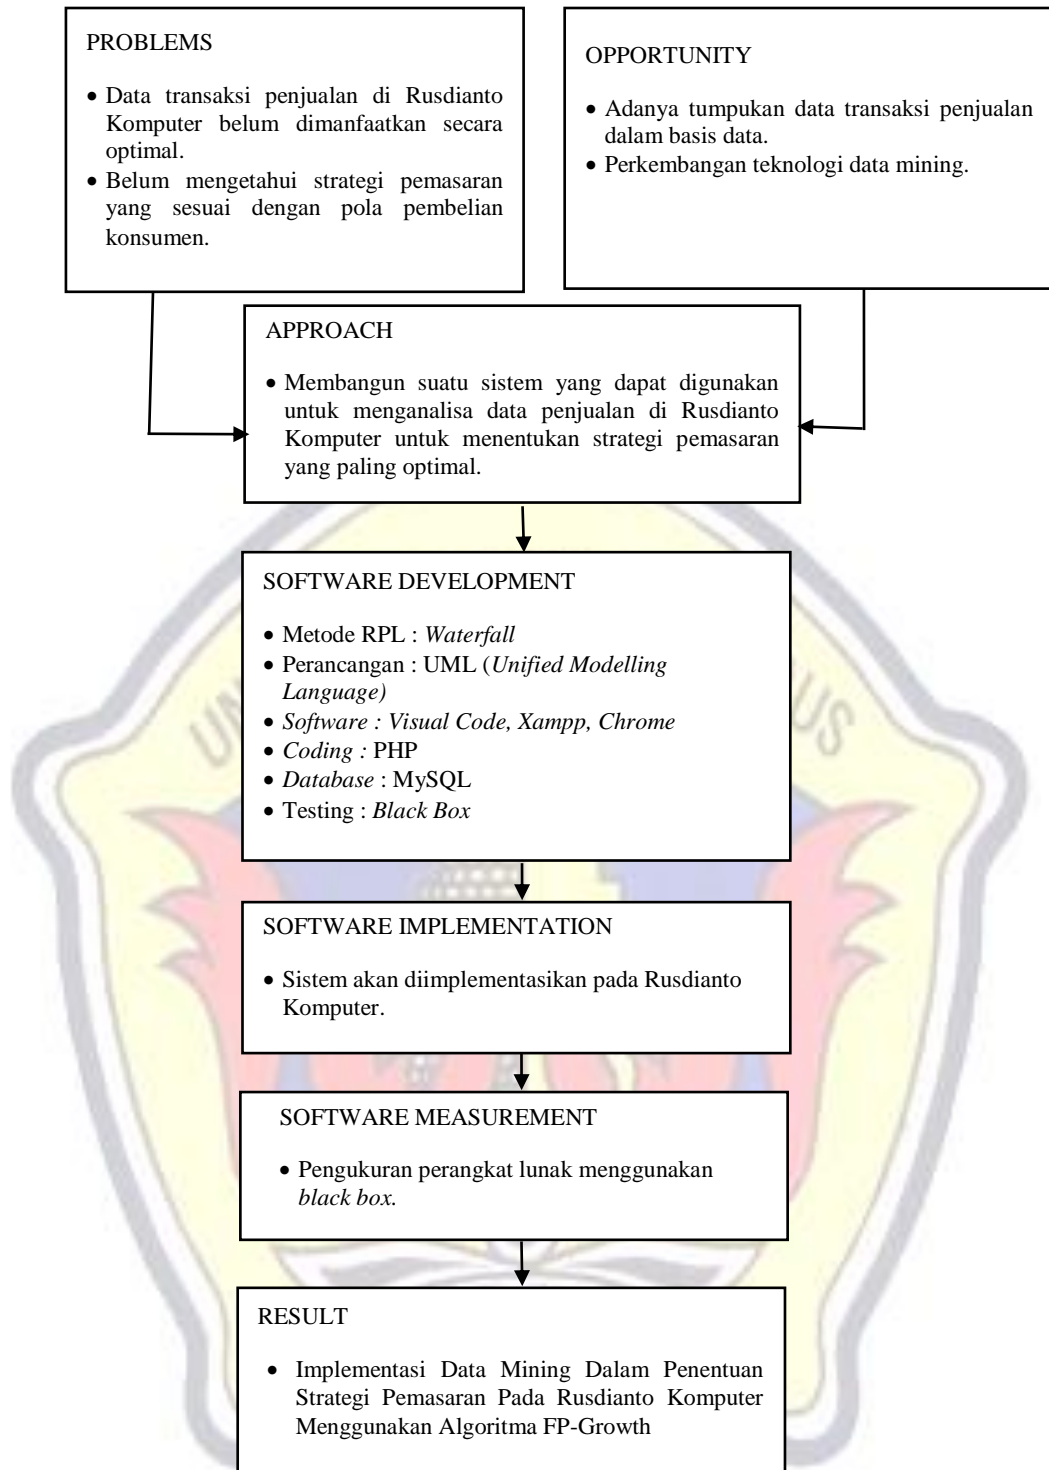 PROBLEMS
• Data transaksi penjualan di Rusdianto
Komputer belum dimanfaatkan secara
optimal.
• Belum mengetahui strategi pemasaran
yang sesuai dengan pola pembelian
konsumen.
OPPORTUNITY
• Adanya tumpukan data transaksi penjualan
dalam basis data.
• Perkembangan teknologi data mining.
APPROACH
• Membangun suatu sistem yang dapat digunakan
untuk menganalisa data penjualan di Rusdianto
Komputer untuk menentukan strategi pemasaran
yang paling optimal.
SOFTWARE DEVELOPMENT
• Metode RPL : Waterfall
• Perancangan : UML (Unified Modelling
Language)
• Software : Visual Code, Xampp, Chrome
• Coding : PHP
• Database : MySQL
• Testing : Black Box
SOFTWARE IMPLEMENTATION
• Sistem akan diimplementasikan pada Rusdianto
Komputer.
SOFTWARE MEASUREMENT
• Pengukuran perangkat lunak menggunakan
black box.
RESULT
• Implementasi Data Mining Dalam Penentuan
Strategi Pemasaran Pada Rusdianto Komputer
Menggunakan Algoritma FP-Growth